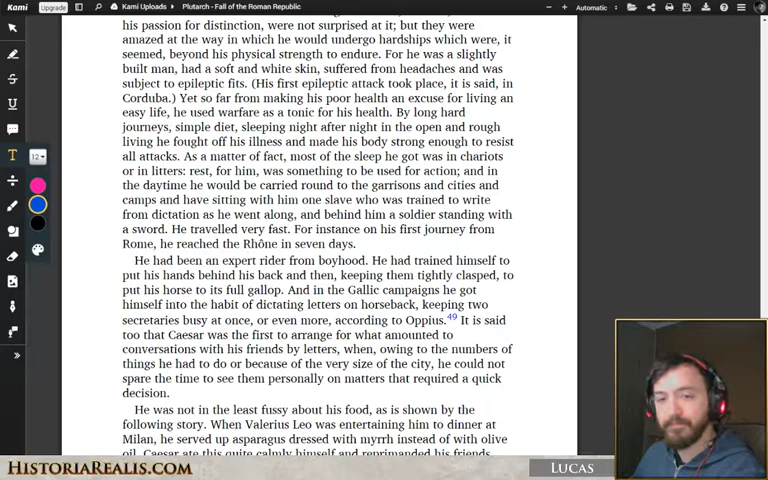 Kami
Upgrade
Kami Uploads
Plutarch - Fall of the Roman Republic
Automatic
his passion for distinction, were not surprised at it; but they were
amazed at the way in which he would undergo hardships which were, it
seemed, beyond his physical strength to endure. For he was a slightly
built man, had a soft and white skin, suffered from headaches and was
subject to epileptic fits. (His first epileptic attack took place, it is said, in
Corduba.) Yet so far from making his poor health an excuse for living an
easy life, he used warfare as a tonic for his health. By long hard
journeys, simple diet, sleeping night after night in the open and rough
living he fought off his illness and made his body strong enough to resist
all attacks. As a matter of fact, most of the sleep he got was in chariots
or in litters: rest, for him, was something to be used for action; and in
the daytime he would be carried round to the garrisons and cities and
camps and have sitting with him one slave who was trained to write
from dictation as he went along, and behind him a soldier standing with
a sword. He travelled very fast. For instance on his first journey from
Rome, he reached the Rhône in seven days.
He had been an expert rider from boyhood. He had trained himself to
put his hands behind his back and then, keeping them tightly clasped, to
put his horse to its full gallop. And in the Gallic campaigns he got
himself into the habit of dictating letters on horseback, keeping two
secretaries busy at once, or even more, according to Oppius.49 It is said
too that Caesar was the first to arrange for what amounted to
conversations with his friends by letters, when, owing to the numbers of
things he had to do or because of the very size of the city, he could not
spare the time to see them personally on matters that required a quick
decision.
He was not in the least fussy about his food, as is shown by the
following story. When Valerius Leo was entertaining him to dinner at
Milan, he served up asparagus dressed with myrrh instead of with olive
oil. Caesar ate this quite calmly himself and reprimanded his friends
12
HISTORIAREALIS.COM
LUCAS